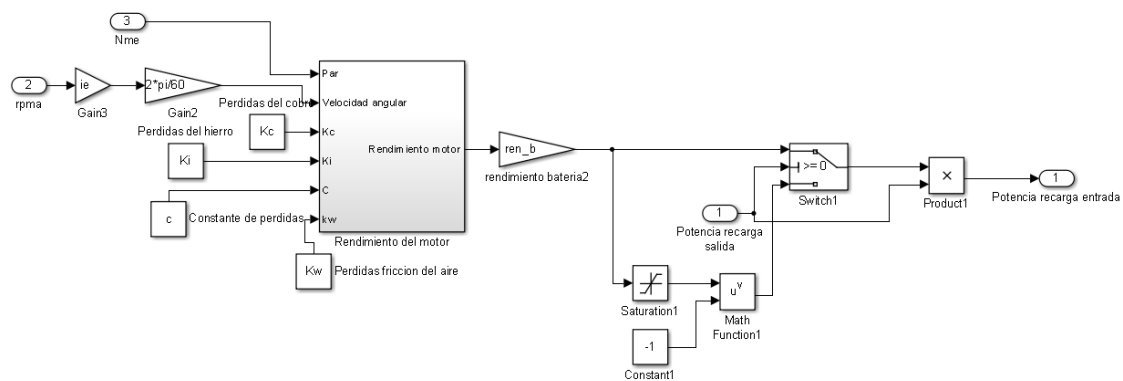 3
Nme
2
rpma
ie
Gain3
2*pi/60
Gain2
Par
Velocidad angular
Perdidas del cobre
Kc
Kc
Perdidas del hierro
Ki
Ki
C
c
Constante de perdidas
kw
Kw
Perdidas friccion del aire
Rendimiento motor
Rendimiento del motor
ren_b
rendimiento bateria2
>= 0
Switch1
1
Potencia recarga
salida
×
Product1
1
Potencia recarga entrada
Saturation1
u^v
Math
Function1
-1
Constant1